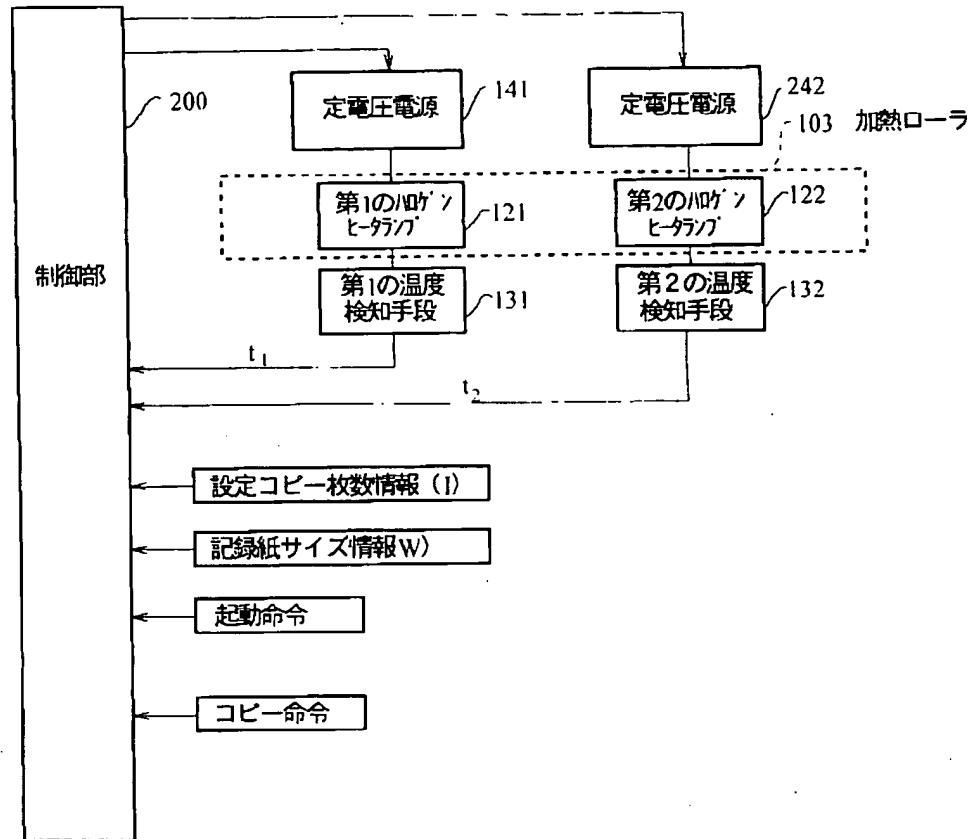 200
定電圧電源
141
定電圧電源
242
103 加熱ローラ
第1のハロゲン
ヒータランプ
121
第2のハロゲン
ヒータランプ
122
制御部
第1の温度
検知手段
131
第2の温度
検知手段
132
t1
t2
設定コピー枚数情報(I)
記録紙サイズ情報W)
起動命令
コピー命令